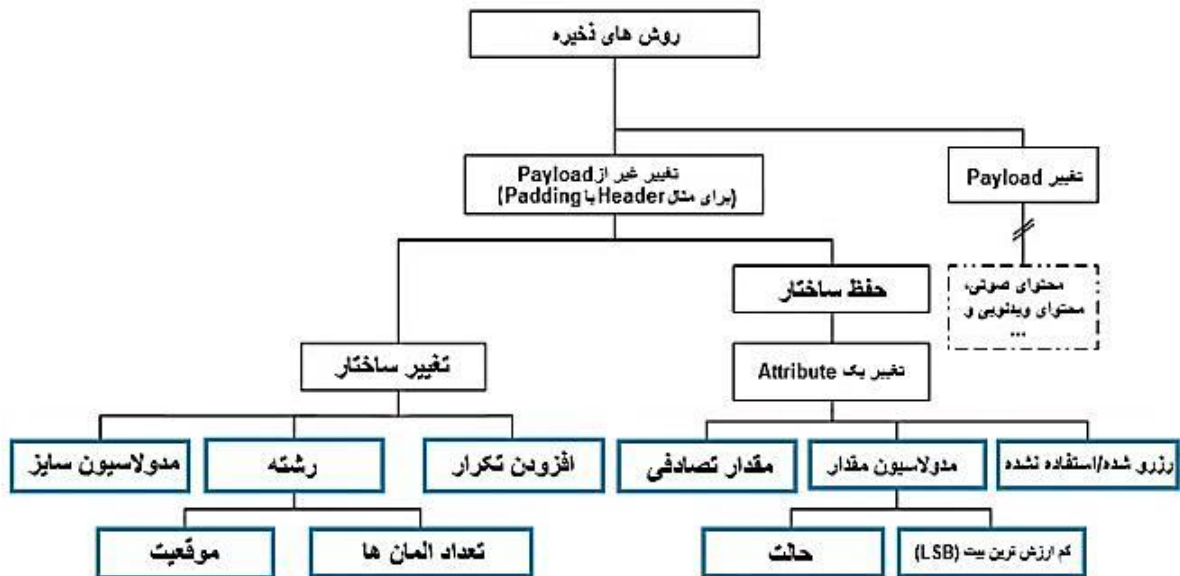 روش های ذخیره
تغییر غیر از Payload
(برای مثال Header یا Padding)
تغییر Payload
محتوای صوتی،
محتوای ویدئویی و
...
حفظ ساختار
تغییر ساختار
تغییر یک Attribute
رزرو شده/استفاده نشده
مدولاسیون مقدار
مقدار تصادفی
افزودن تکرار
رشته
مدولاسیون سایز
کم ارزش ترین بیت (LSB)
حالت
تعداد المان ها
موقعیت